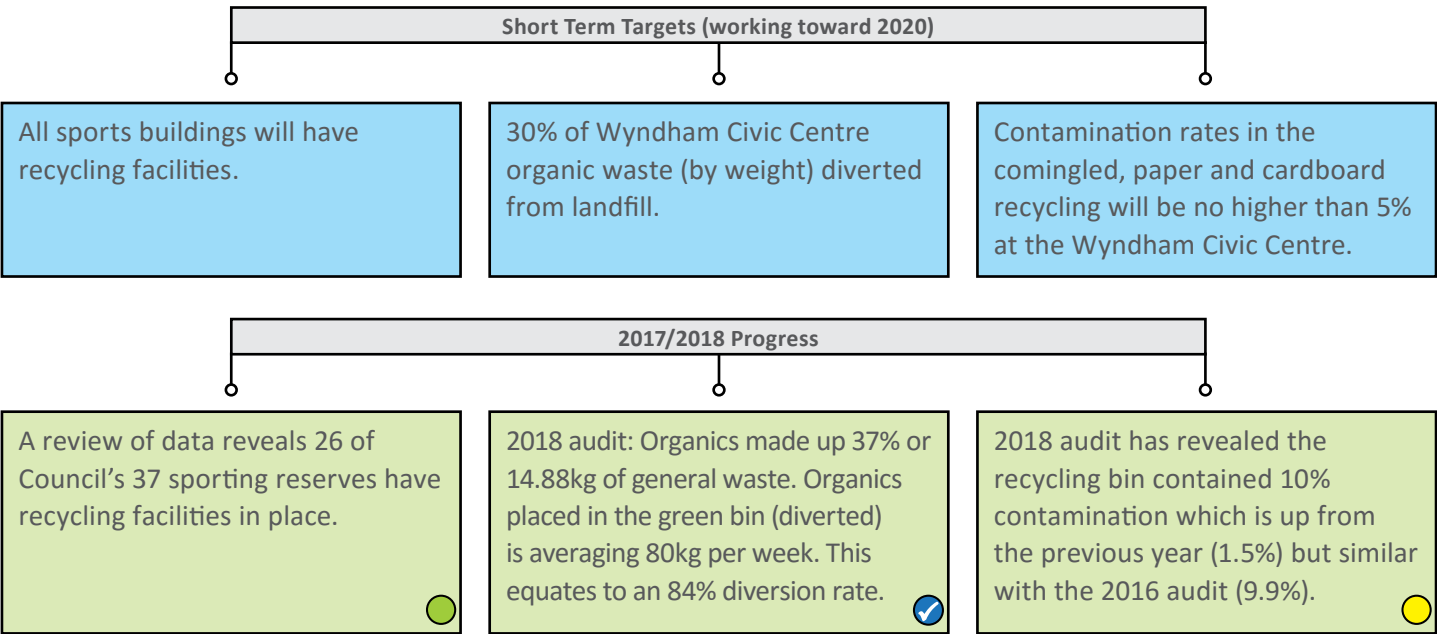 Short Term Targets (working toward 2020)
All sports buildings will have
recycling facilities.
30% of Wyndham Civic Centre
organic waste (by weight) diverted
from landfill.
Contamination rates in the
comingled, paper and cardboard
recycling will be no higher than 5%
at the Wyndham Civic Centre.
2017/2018 Progress
A review of data reveals 26 of
Council's 37 sporting reserves have
recycling facilities in place.
2018 audit: Organics made up 37% or
14.88kg of general waste. Organics
placed in the green bin (diverted)
is averaging 80kg per week. This
equates to an 84% diversion rate.
2018 audit has revealed the
recycling bin contained 10%
contamination which is up from
the previous year (1.5%) but similar
with the 2016 audit (9.9%).